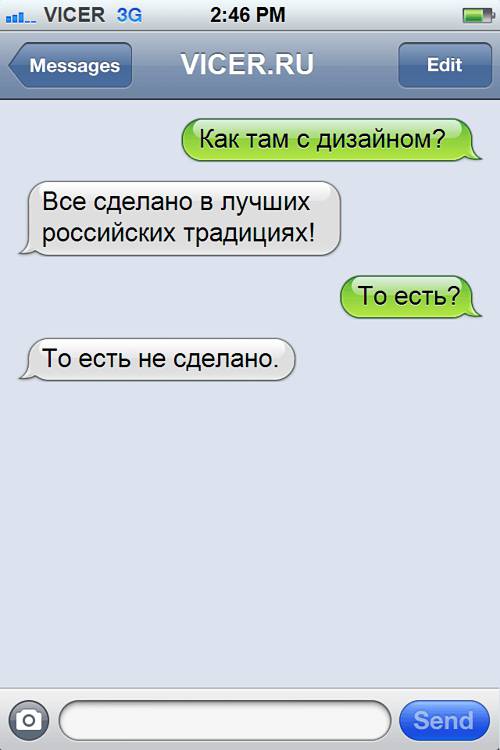 VICER 3G 2:46 PM
Messages VICER.RU Edit
Как там с дизайном?
Все сделано в лучших
российских традициях!
То есть?
То есть не сделано.
Send